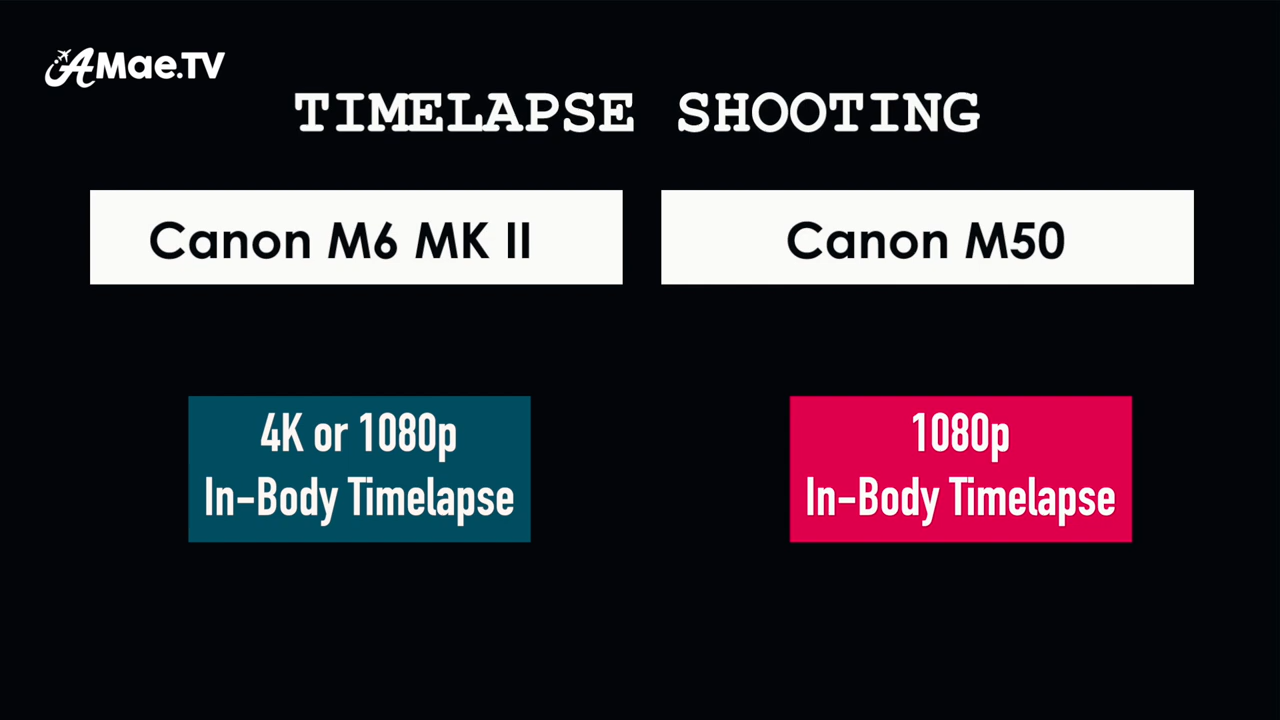 AMae.TV
TIMELAPSE SHOOTING
Canon M6 MK II
Canon M50
4K or 1080p
In-Body Timelapse
1080p
In-Body Timelapse